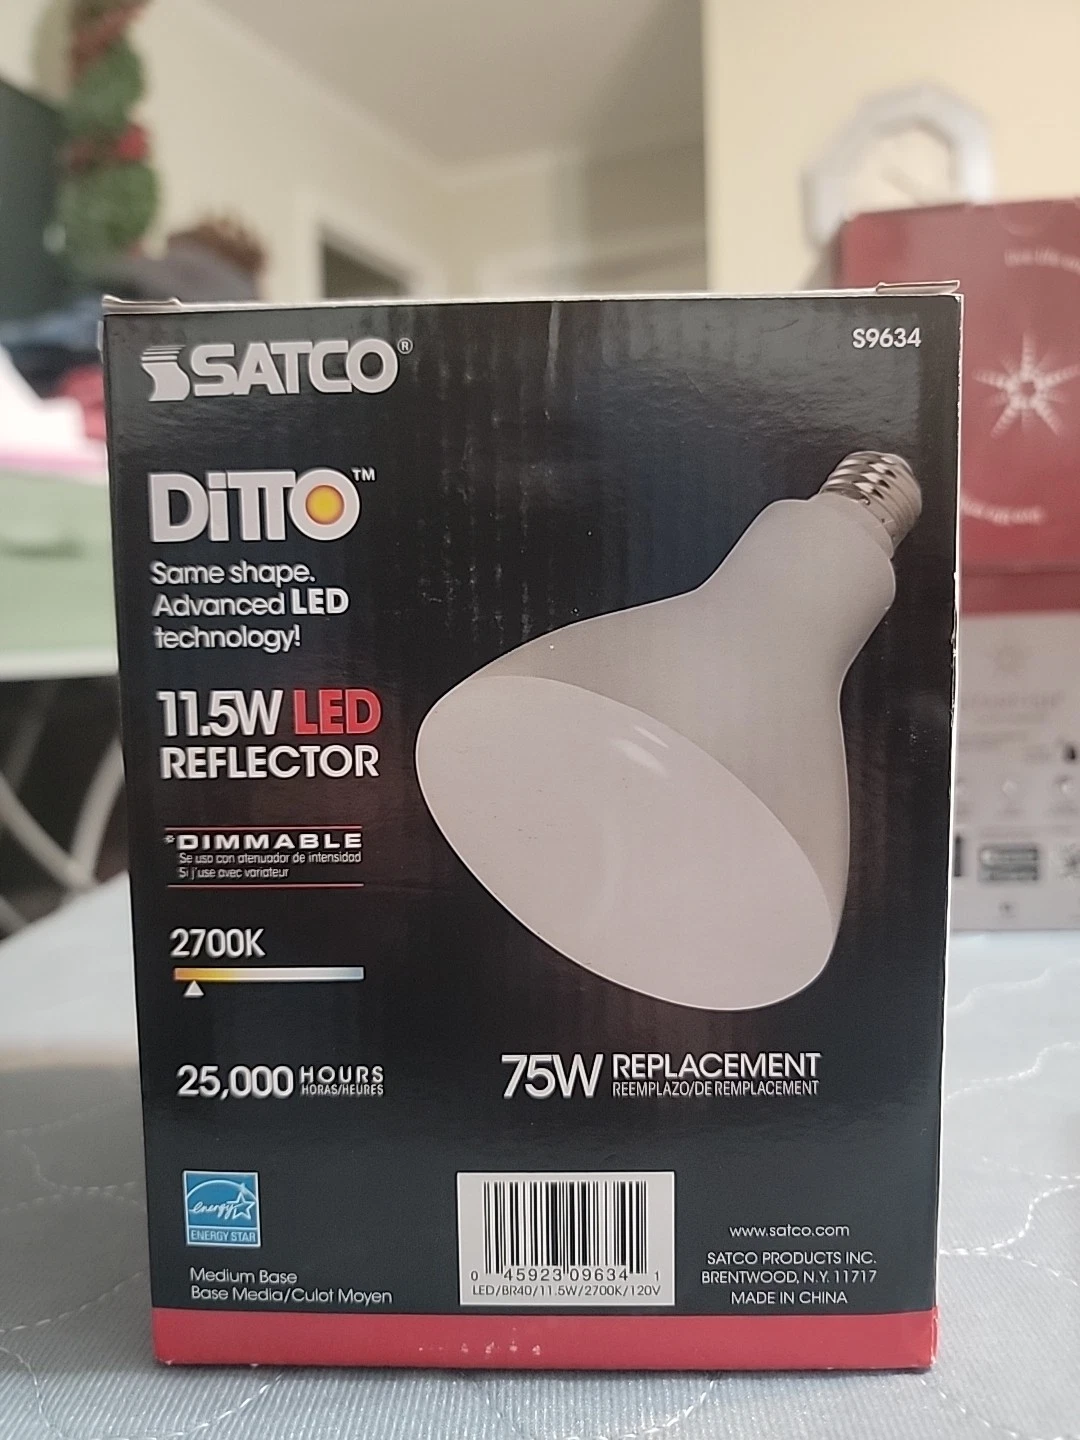 SATCO®
S9634
DiTTO™
Same shape.
Advanced LED
technology!
11.5W LED
REFLECTOR
*DIMMABLE
Se usa con atenuador de intensidad
Si j'use avec variateur
2700K
25,000 HOURS
HORAS/HEURES
75W REPLACEMENT
REEMPLAZO/DE REMPLACEMENT
energy
ENERGY STAR
Medium Base
Base Media/Culot Moyen
0 45923 09634 1
LED/BR40/11.5W/2700K/120V
www.satco.com
SATCO PRODUCTS INC.
BRENTWOOD, N.Y. 11717
MADE IN CHINA